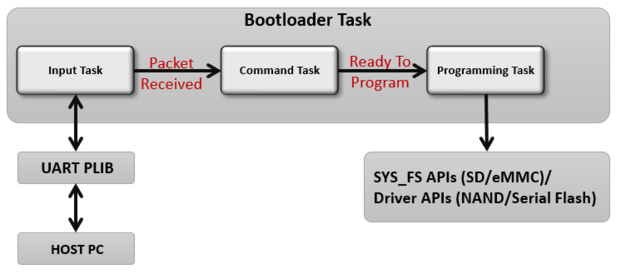 Bootloader Task
Input Task
Packet
Received
Command Task
Ready To
Program
Programming Task
UART PLIB
HOST PC
SYS_FS APIs (SD/eMMC)/
Driver APIs (NAND/Serial Flash)